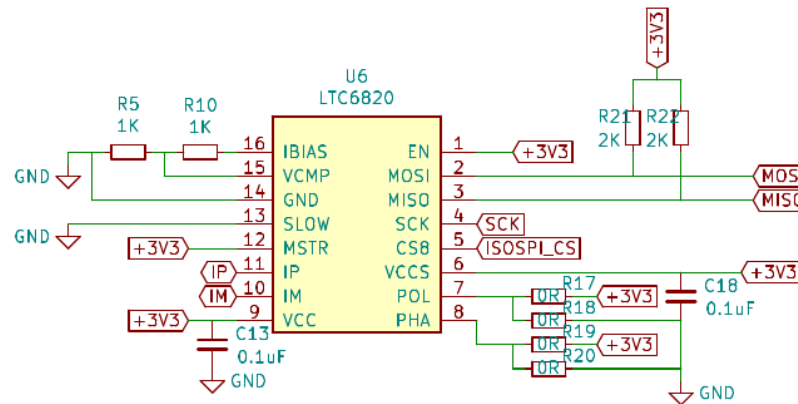 +3V3
U6
LTC6820
R5
1K
R10
1K
R21
2K
R22
2K
16 IBIAS EN 1 +3V3
15 VCMP MOSI 2 MOS
GND 14 GND MISO 3 MISO
13 SLOW SCK 4 SCK
GND
+3V3 12 MSTR CS8 5 ISOSPI_CS
IP 11 IP VCCS 6 +3V3
IM 10 IM POL 7 0R R17 +3V3
C18
0.1uF
+3V3 9 VCC PHA 8 0R R18
C13
0.1uF
0R R19 +3V3
0R R20
GND
GND